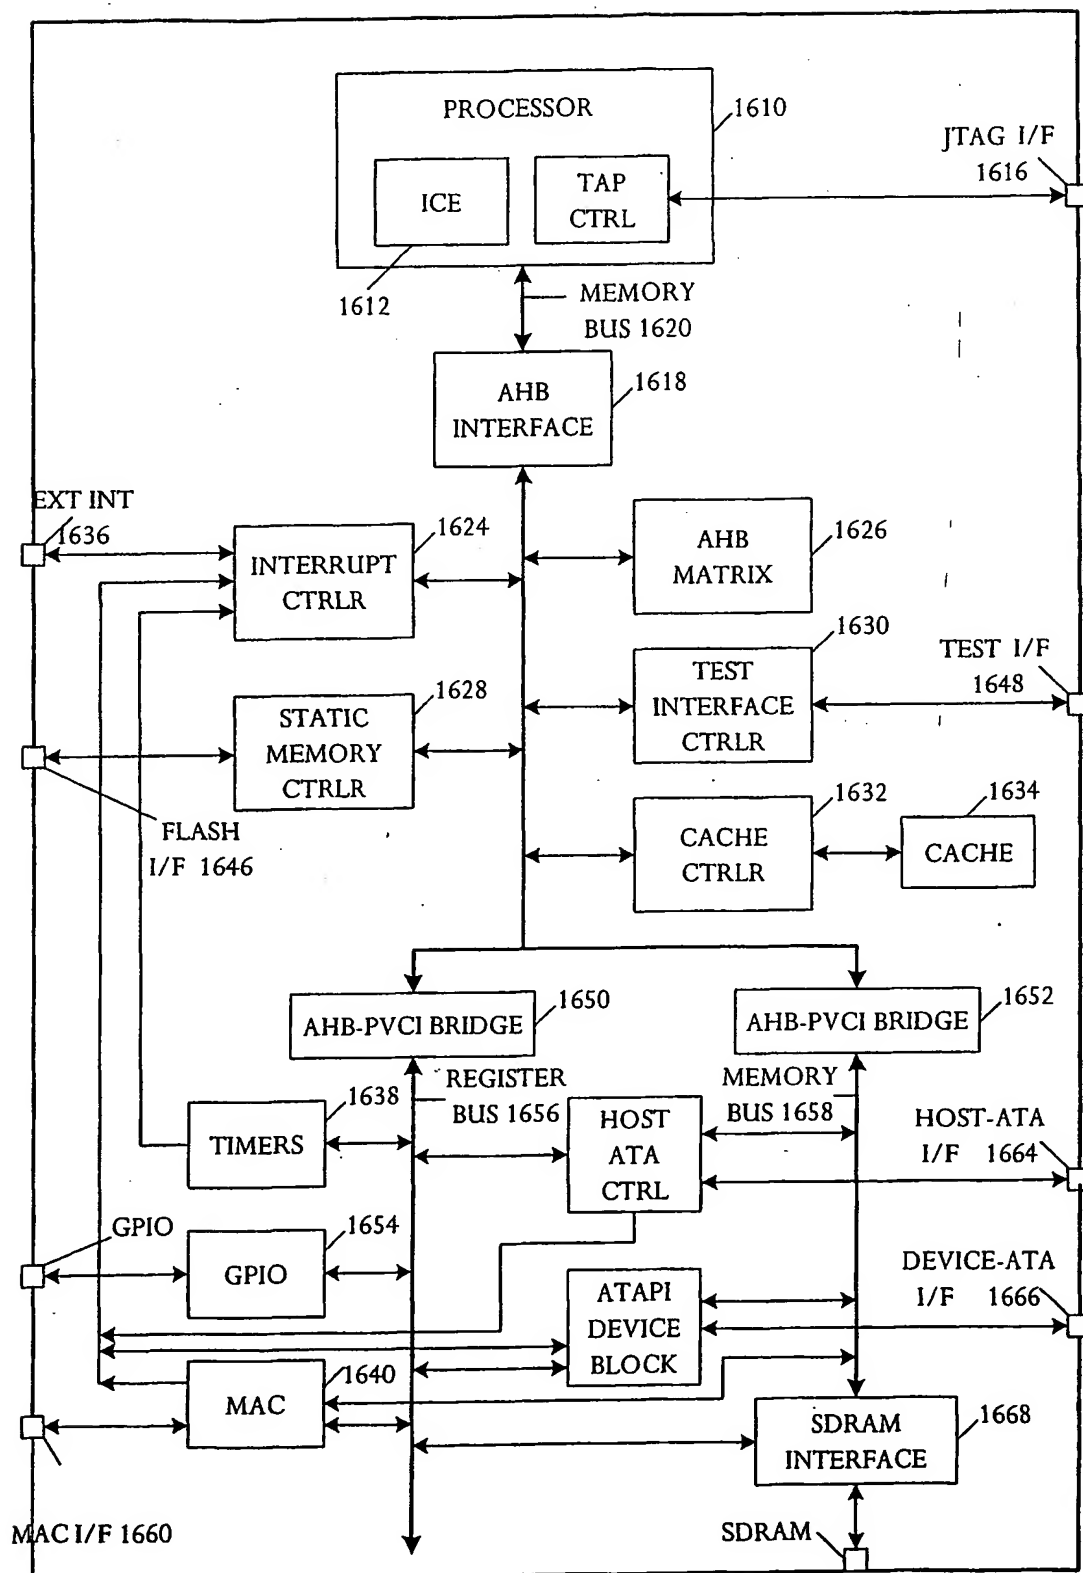 PROCESSOR
1610
JTAG I/F
1616
ICE
TAP
CTRL
1612
MEMORY
BUS 1620
AHB
INTERFACE
1618
EXT INT
1636
INTERRUPT
CTRLR
1624
AHB
MATRIX
1626
STATIC
MEMORY
CTRLR
1628
TEST
INTERFACE
CTRLR
1630
TEST I/F
1648
FLASH
I/F 1646
CACHE
CTRLR
1632
CACHE
1634
AHB-PVCI BRIDGE
1650
AHB-PVCI BRIDGE
1652
REGISTER
BUS 1656
MEMORY
BUS 1658
TIMERS
1638
HOST
ATA
CTRL
HOST-ATA
I/F 1664
GPIO
GPIO
1654
ATAPI
DEVICE
BLOCK
DEVICE-ATA
I/F 1666
MAC
1640
SDRAM
INTERFACE
1668
MAC I/F 1660
SDRAM